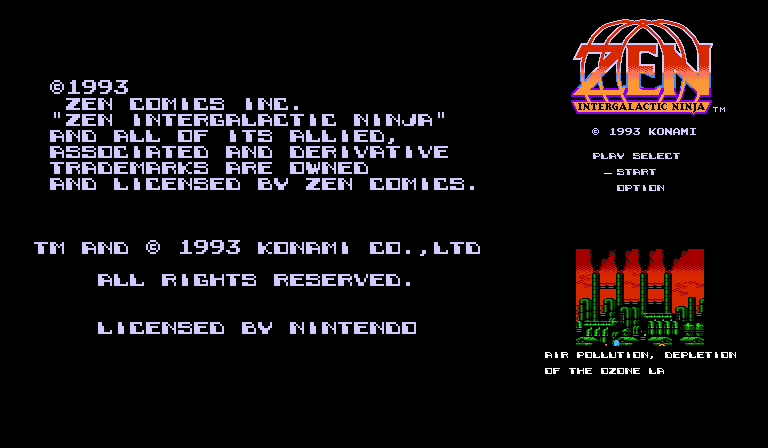 ©1993
ZEN COMICS INC.
"ZEN INTERGALACTIC NINJA"
AND ALL OF ITS ALLIED,
ASSOCIATED AND DERIVATIVE
TRADEMARKS ARE OWNED
AND LICENSED BY ZEN COMICS.
TM AND © 1993 KONAMI CO.,LTD
ALL RIGHTS RESERVED.
LICENSED BY NINTENDO
ZEN
INTERGALACTIC NINJA TM
© 1993 KONAMI
PLAY SELECT
START
OPTION
AIR POLLUTION, DEPLETION
OF THE OZONE LA